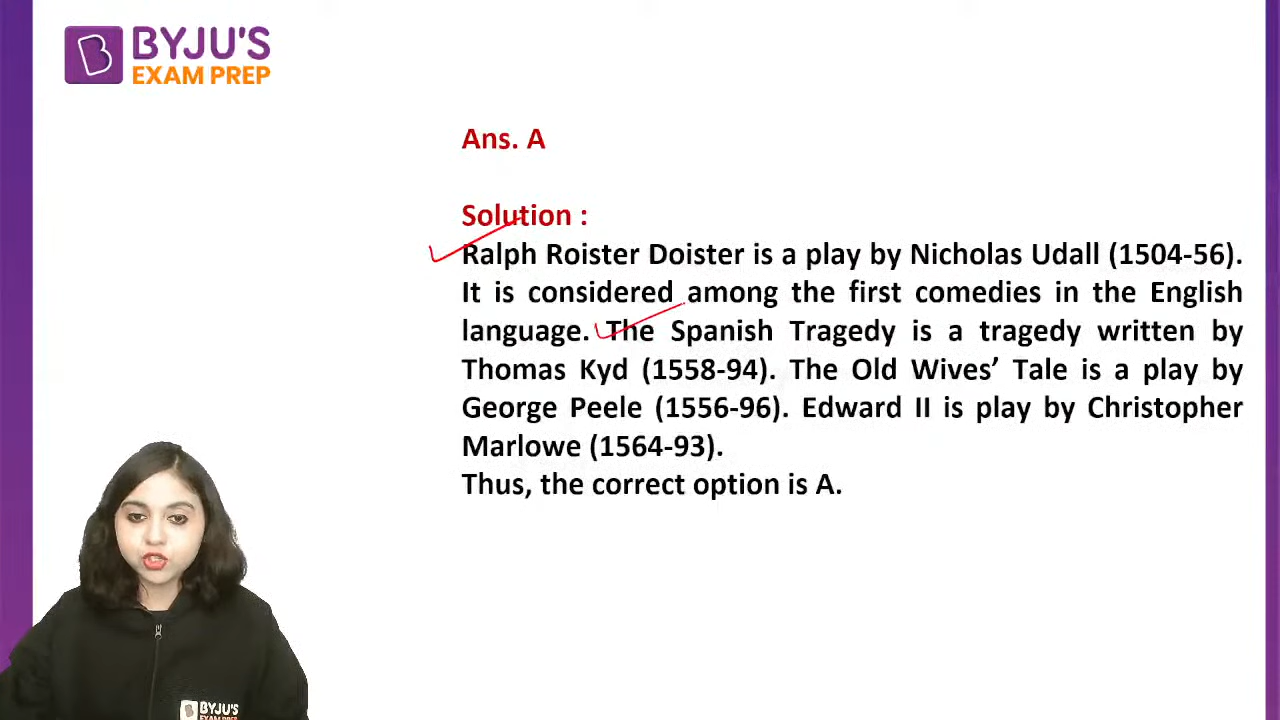 BYJU'S
EXAM PREP
Ans. A
Solution :
Ralph Roister Doister is a play by Nicholas Udall (1504-56).
It is considered among the first comedies in the English
language. The Spanish Tragedy is a tragedy written by
Thomas Kyd (1558-94). The Old Wives’ Tale is a play by
George Peele (1556-96). Edward II is play by Christopher
Marlowe (1564-93).
Thus, the correct option is A.
BYJU'S
EXAM PREP